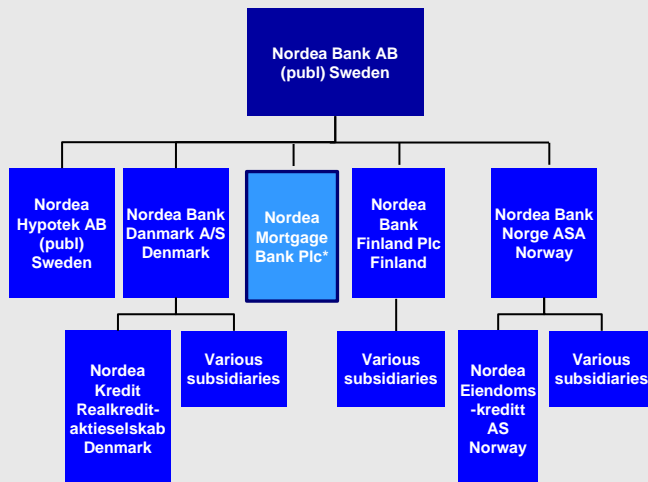 Nordea Bank AB
(publ) Sweden
Nordea
Hypotek AB
(publ)
Sweden
Nordea Bank
Danmark A/S
Denmark
Nordea
Mortgage
Bank Plc*
Nordea
Bank
Finland Plc
Finland
Nordea Bank
Norge ASA
Norway
Nordea
Kredit
Realkredit-
aktieselskab
Denmark
Various
subsidiaries
Various
subsidiaries
Nordea
Eiendoms
-kreditt
AS
Norway
Various
subsidiaries